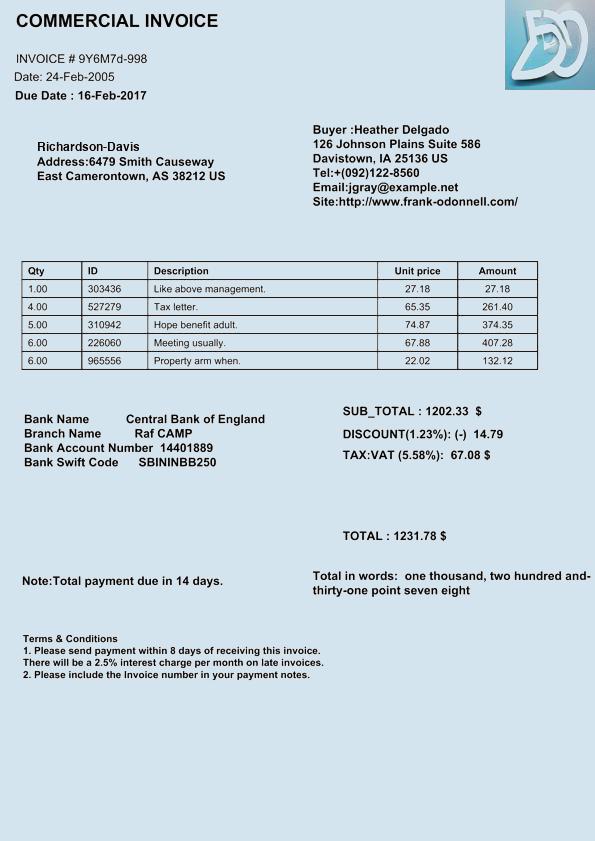 COMMERCIAL INVOICE
INVOICE # 9Y6M7d-998
Date: 24-Feb-2005
Due Date : 16-Feb-2017
Richardson-Davis
Address:6479 Smith Causeway
East Camerontown, AS 38212 US
Buyer :Heather Delgado
126 Johnson Plains Suite 586
Davistown, IA 25136 US
Tel:+(092)122-8560
Email:jgray@example.net
Site:http://www.frank-odonnell.com/
Qty ID Description Unit price Amount
1.00 303436 Like above management. 27.18 27.18
4.00 527279 Tax letter. 65.35 261.40
5.00 310942 Hope benefit adult. 74.87 374.35
6.00 226060 Meeting usually. 67.88 407.28
6.00 965556 Property arm when. 22.02 132.12
Bank Name Central Bank of England
Branch Name Raf CAMP
Bank Account Number 14401889
Bank Swift Code SBININBB250
SUB_TOTAL : 1202.33 $
DISCOUNT(1.23%): (-) 14.79
TAX:VAT (5.58%): 67.08 $
TOTAL : 1231.78 $
Note:Total payment due in 14 days.
Total in words: one thousand, two hundred and-
thirty-one point seven eight
Terms & Conditions
1. Please send payment within 8 days of receiving this invoice.
There will be a 2.5% interest charge per month on late invoices.
2. Please include the Invoice number in your payment notes.